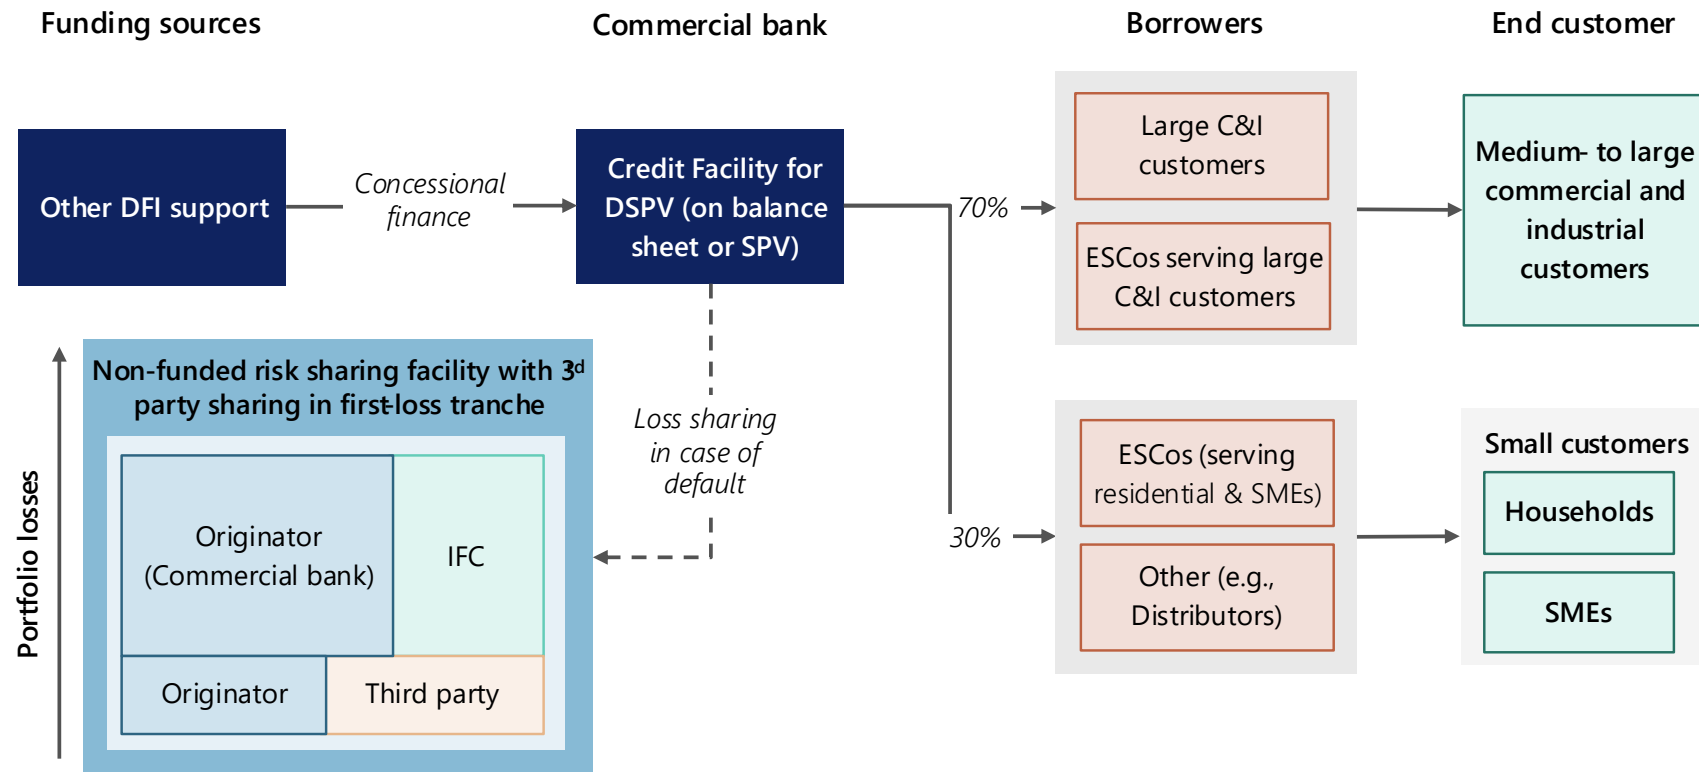 Funding sources
Commercial bank
Borrowers
End customer
Other DFI support
Concessional
finance
Credit Facility for
DSPV (on balance
sheet or SPV)
70%
Large C&I
customers
ESCos serving large
C&I customers
Medium- to large
commercial and
industrial
customers
Portfolio losses
Non-funded risk sharing facility with 3d
party sharing in first-loss tranche
Originator
(Commercial bank)
IFC
Originator
Third party
Loss sharing
in case of
default
30%
ESCos (serving
residential & SMEs)
Other (e.g.,
Distributors)
Small customers
Households
SMEs